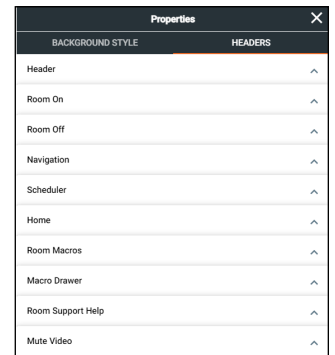 Properties
BACKGROUND STYLE HEADERS
Header
Room On
Room Off
Navigation
Scheduler
Home
Room Macros
Macro Drawer
Room Support Help
Mute Video